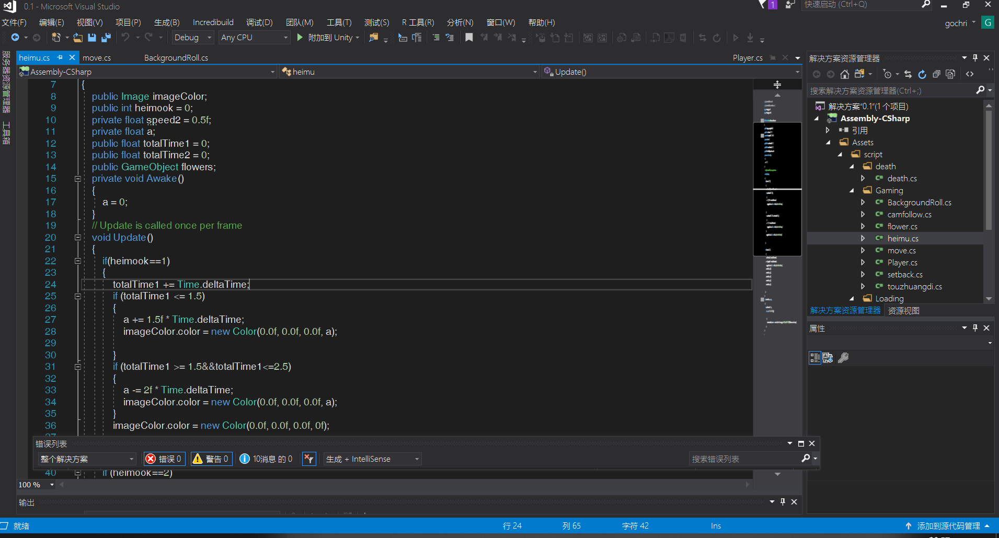 0.1 - Microsoft Visual Studio
1
快速启动 (Ctrl+Q)
文件(F) 编辑(E) 视图(V) 项目(P) 生成(B) Incredibuild 调试(D) 团队(M) 工具(T) 测试(S) R 工具(R) 分析(N) 窗口(W) 帮助(H)
gochri G
Debug Any CPU 附加到 Unity
服务器资源管理器
工具箱
heimu.cs move.cs BackgroundRoll.cs Player.cs
Assembly-CSharp heimu Update()
7 {
8 public Image imageColor;
9 public int heimook = 0;
10 private float speed2 = 0.5f;
11 private float a;
12 public float totalTime1 = 0;
13 public float totalTime2 = 0;
14 public GameObject flowers;
15 private void Awake()
16 {
17 a = 0;
18 }
19 // Update is called once per frame
20 void Update()
21 {
22 if(heimook==1)
23 {
24 totalTime1 += Time.deltaTime;
25 if (totalTime1 <= 1.5)
26 {
27 a += 1.5f * Time.deltaTime;
28 imageColor.color = new Color(0.0f, 0.0f, 0.0f, a);
29
30 }
31 if (totalTime1 >= 1.5&&totalTime1<=2.5)
32 {
33 a -= 2f * Time.deltaTime;
34 imageColor.color = new Color(0.0f, 0.0f, 0.0f, a);
35 }
36 imageColor.color = new Color(0.0f, 0.0f, 0.0f, 0f);
错误列表
整个解决方案 错误 0 警告 0 10消息 的 0 生成 + IntelliSense 搜索错误列表
40 if (heimook==2)
100 %
输出
解决方案资源管理器
搜索解决方案资源管理器(Ctrl+;)
解决方案"0.1"(1 个项目)
Assembly-CSharp
引用
Assets
script
death
C# death.cs
Gaming
C# BackgroundRoll.cs
C# camfollow.cs
C# flower.cs
C# heimu.cs
C# move.cs
C# Player.cs
C# setback.cs
C# touzhuangdi.cs
Loading
解决方案资源管理器 资源视图
属性
就绪 行 24 列 65 字符 42 Ins 添加到源代码管理